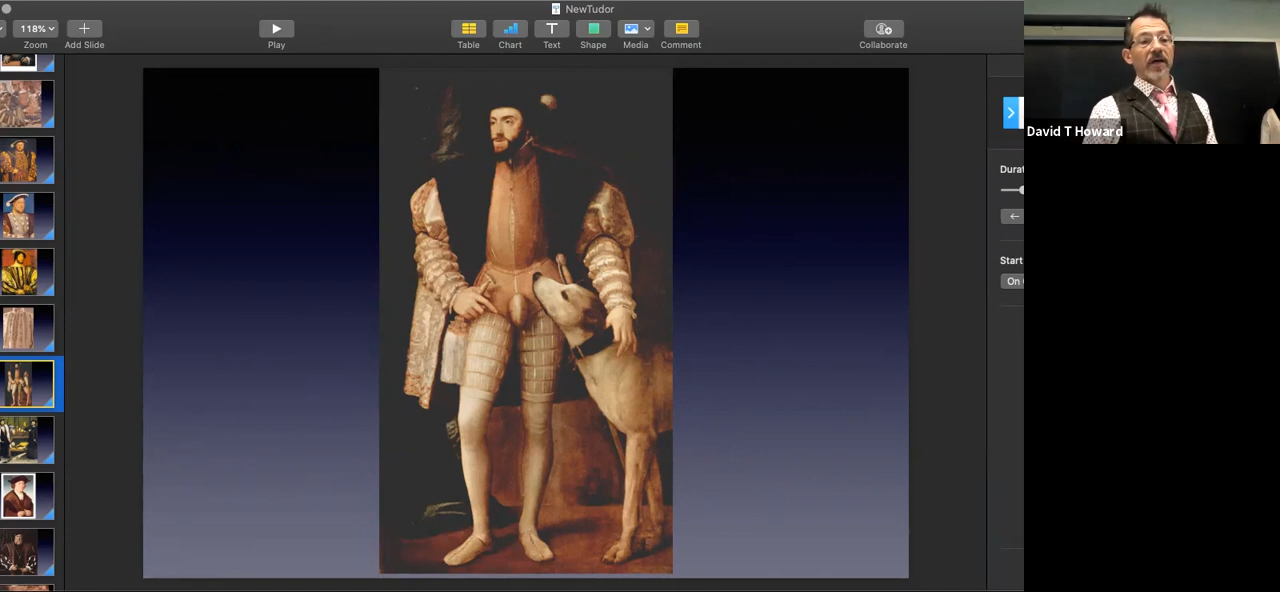 NewTudor
118%
Zoom
Add Slide
Play
Table
Chart
Text
Shape
Media
Comment
Collaborate
David T Howard
Durat
Start
On